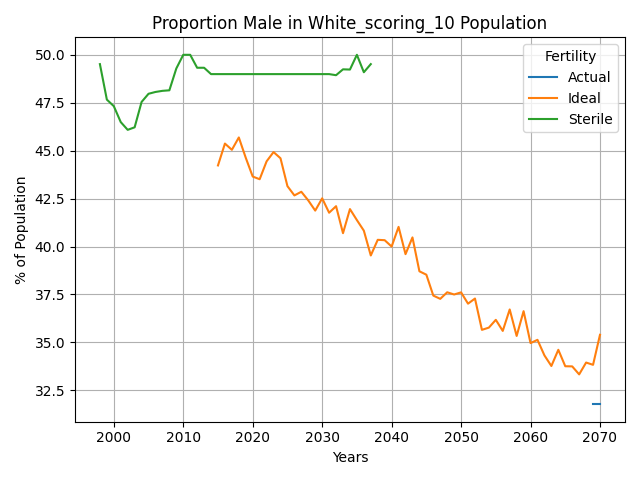 Proportion Male in White_scoring_10 Population
Fertility
Actual
Ideal
Sterile
50.0
47.5
45.0
42.5
40.0
37.5
35.0
32.5
% of Population
2000 2010 2020 2030 2040 2050 2060 2070
Years